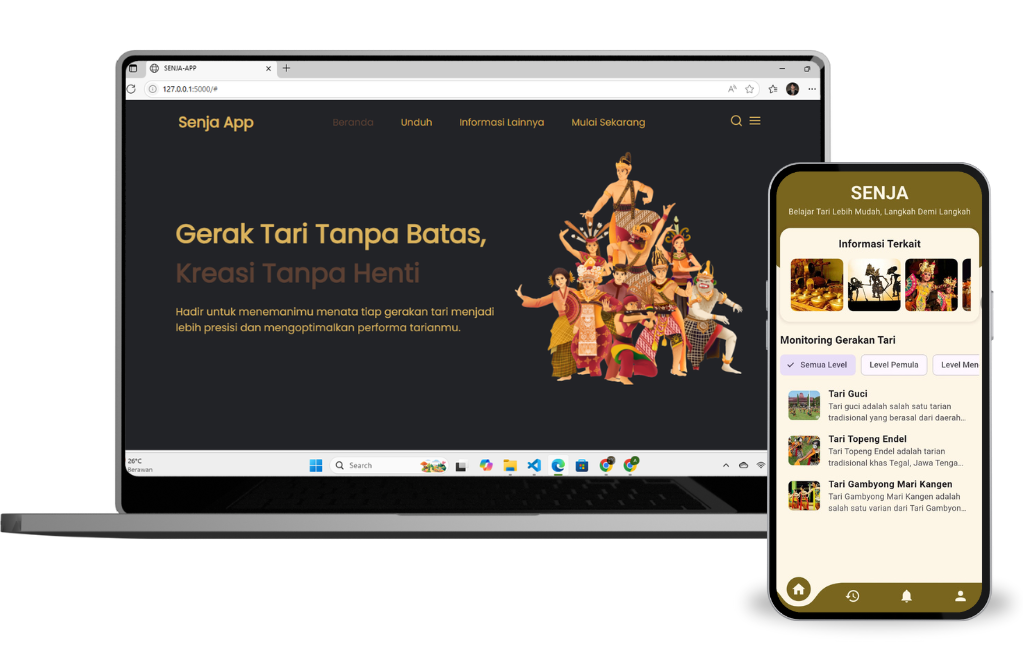 SENJA-APP
127.0.0.1:5000/#
Senja App
Beranda
Unduh
Informasi Lainnya
Mulai Sekarang
Gerak Tari Tanpa Batas,
Kreasi Tanpa Henti
Hadir untuk menemanimu menata tiap gerakan tari menjadi
lebih presisi dan mengoptimalkan performa tarianmu.
26°C
Berawan
Search
SENJA
Belajar Tari Lebih Mudah, Langkah Demi Langkah
Informasi Terkait
Monitoring Gerakan Tari
Semua Level
Level Pemula
Level Men
Tari Guci
Tari guci adalah salah satu tarian
tradisional yang berasal dari daerah...
Tari Topeng Endel
Tari Topeng Endel adalah tarian
tradisional khas Tegal, Jawa Tenga...
Tari Gambyong Mari Kangen
Tari Gambyong Mari Kangen adalah
salah satu varian dari Tari Gambyon...